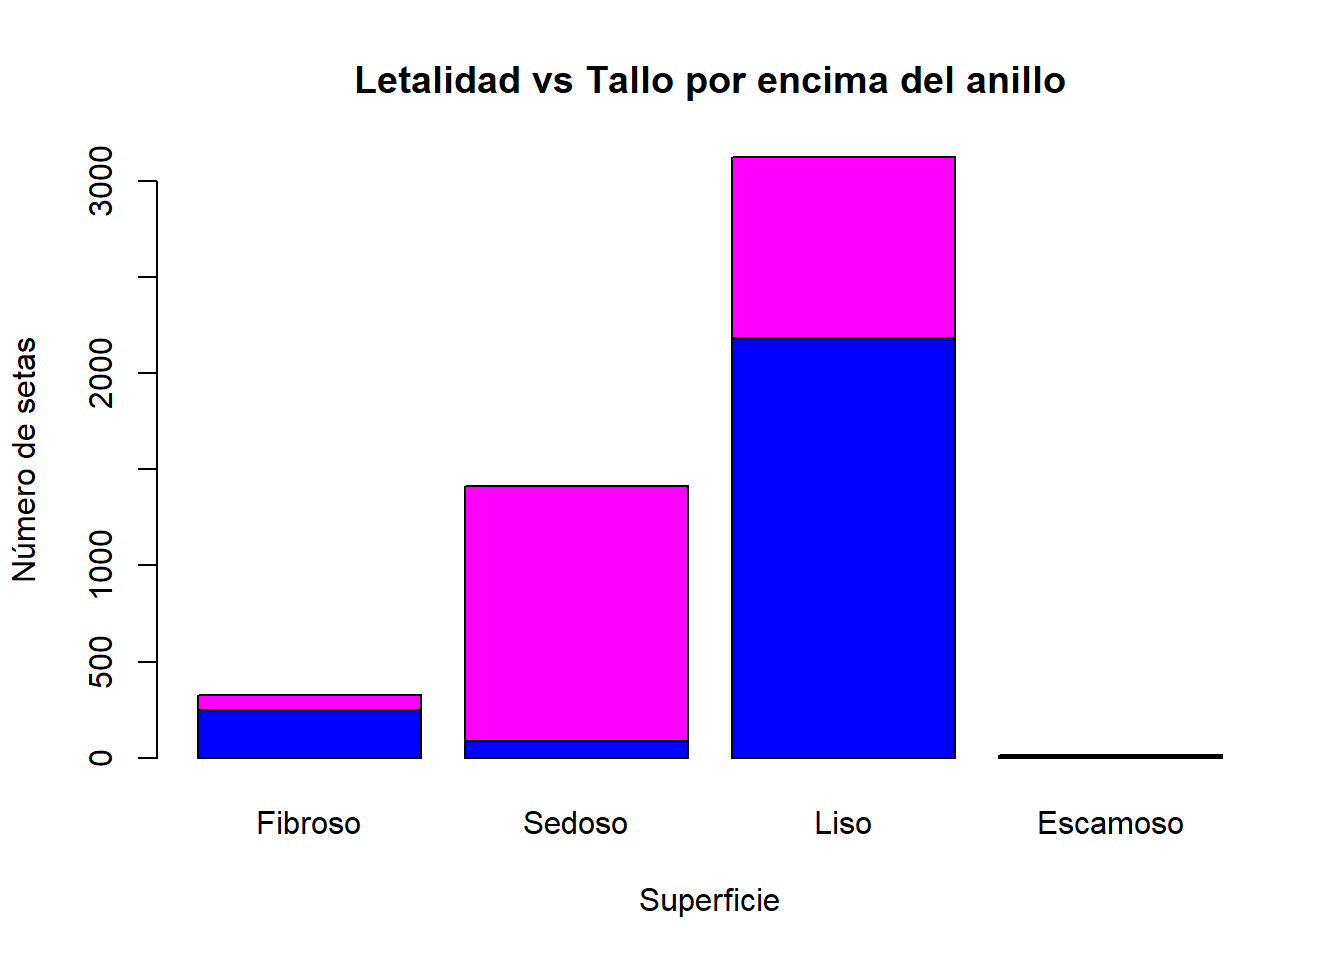 Letalidad vs Tallo por encima del anillo
Número de setas
3000
2000
1000
500
0
Fibroso Sedoso Liso Escamoso
Superficie